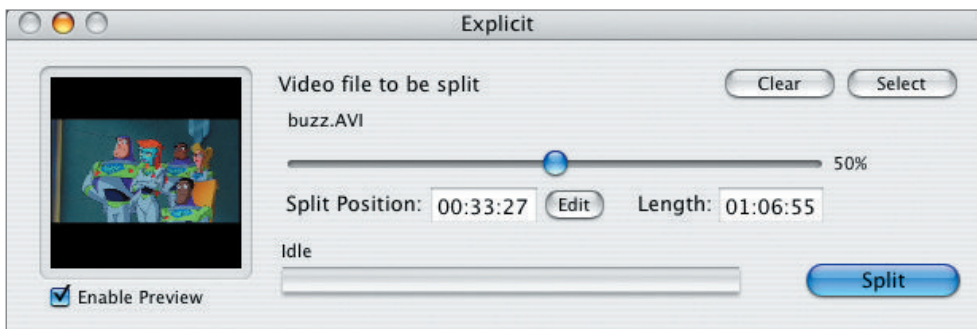 Explicit
Video file to be split
Clear
Select
buzz.AVI
50%
Split Position: 00:33:27 Edit Length: 01:06:55
Idle
Enable Preview
Split